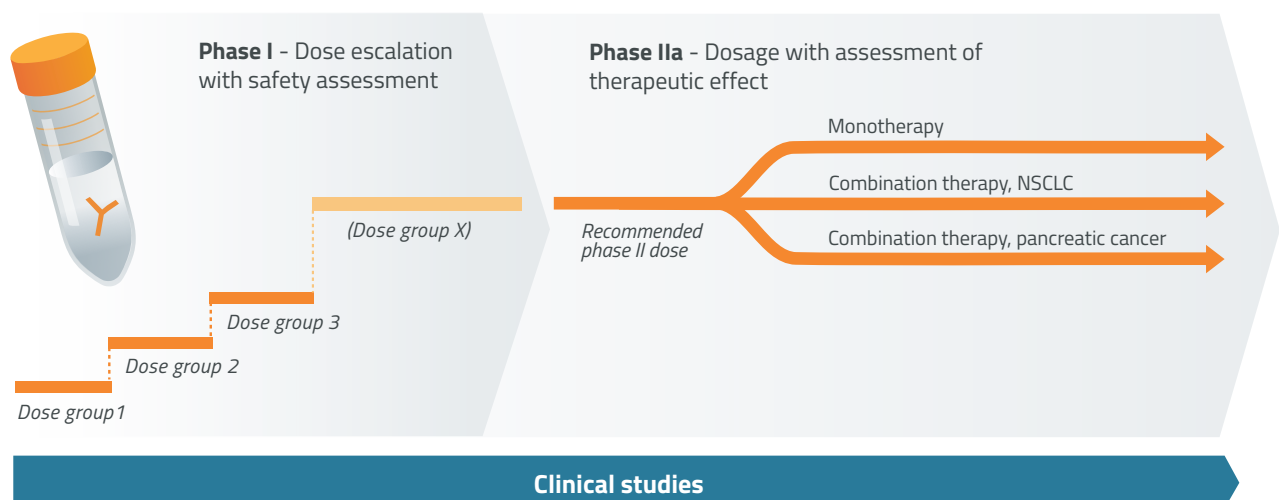 Phase I - Dose escalation
with safety assessment
Phase IIa - Dosage with assessment of
therapeutic effect
Monotherapy
Combination therapy, NSCLC
Combination therapy, pancreatic cancer
Recommended
phase II dose
(Dose group X)
Dose group 3
Dose group 2
Dose group1
Clinical studies